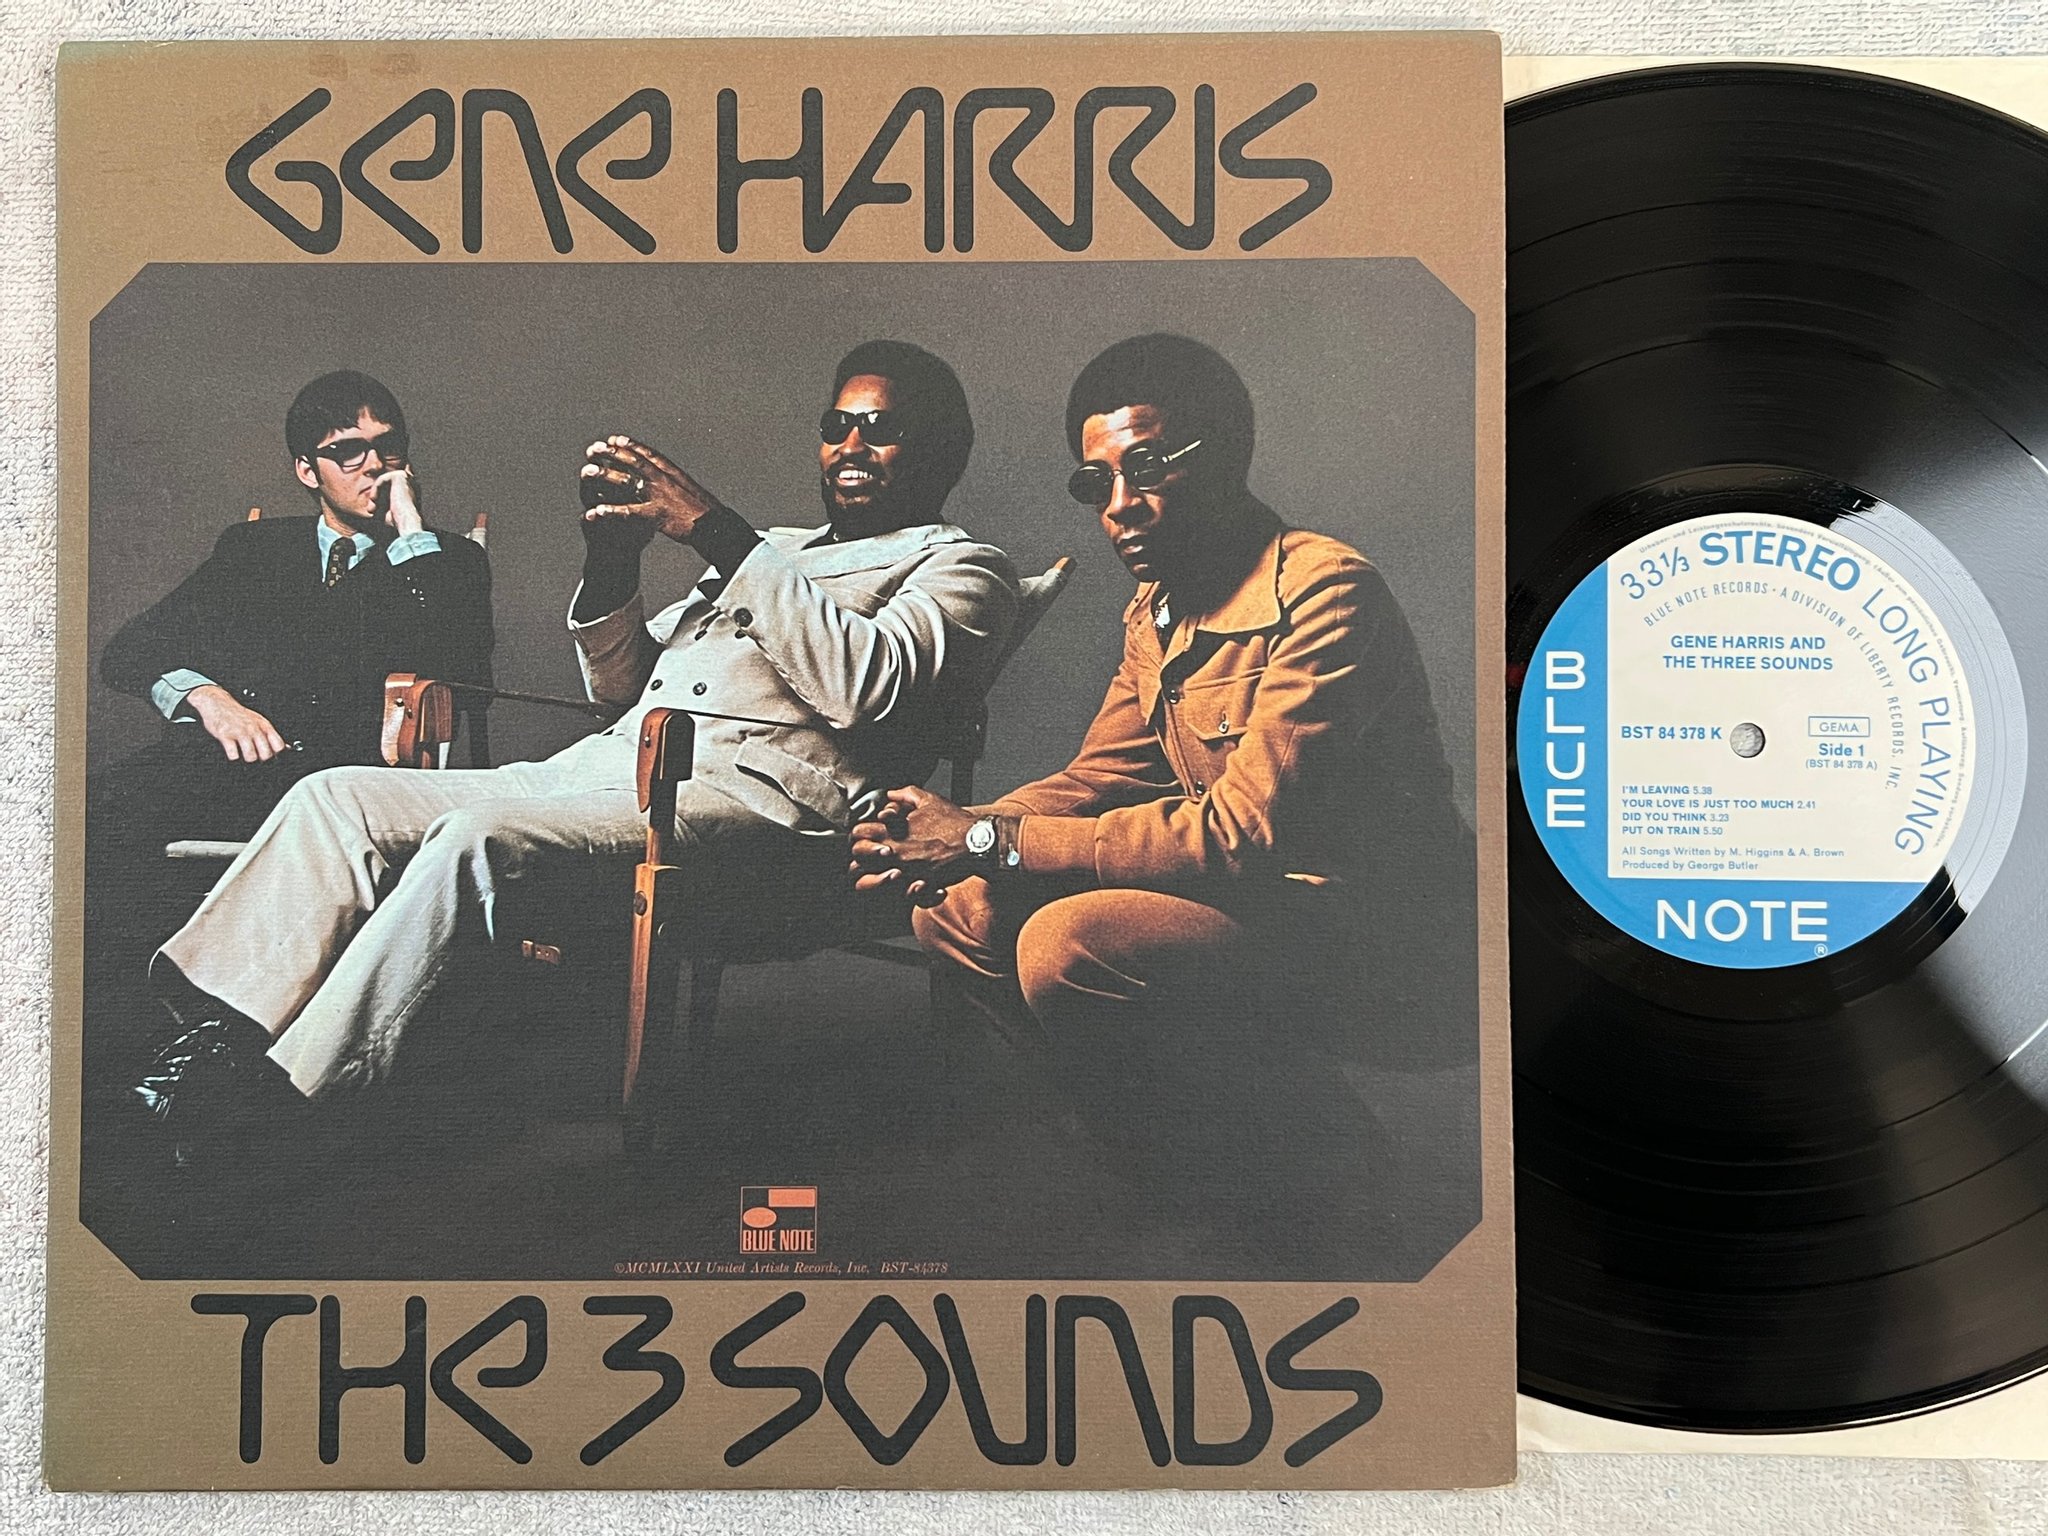 GENE HARRIS
BLUE NOTE
©MCMLXXI United Artists Records, Inc. BST-84378
THE 3 SOUNDS
33⅓ STEREO LONG PLAYING
BLUE NOTE RECORDS • A DIVISION OF LIBERTY RECORDS, INC.
GENE HARRIS AND
THE THREE SOUNDS
BST 84 378 K
GEMA
Side 1
(BST 84 378 A)
I'M LEAVING 5.38
YOUR LOVE IS JUST TOO MUCH 2.41
DID YOU THINK 3.23
PUT ON TRAIN 5.50
All Songs Written by M. Higgins & A. Brown
Produced by George Butler
BLUE
NOTE ®